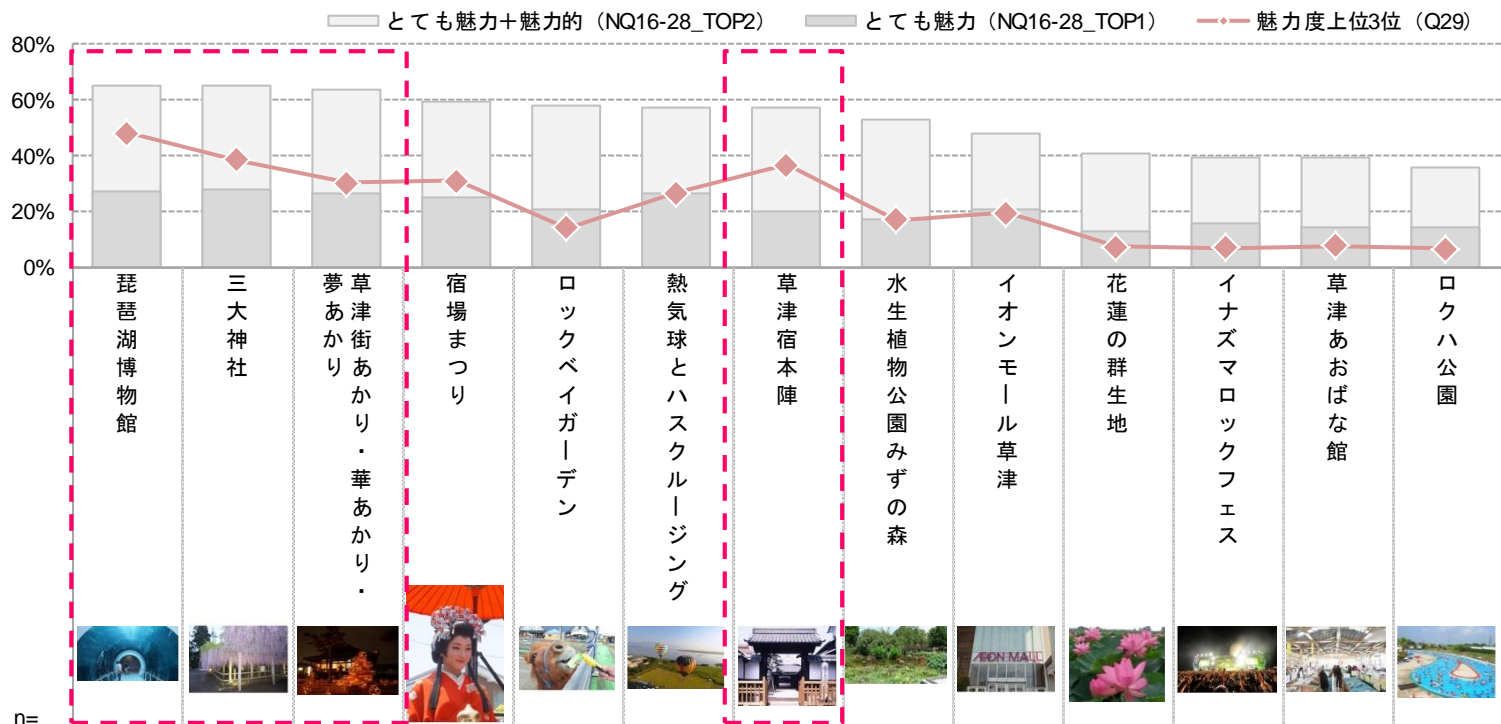 とても魅力+魅力的（NQ16-28_TOP2）
とても魅力（NQ16-28_TOP1）
魅力度上位3位（Q29）
80%
60%
40%
20%
0%
琵琶湖博物館
三大神社
草津街あかり・華あかり・
夢あかり
宿場まつり
ロックベイガーデン
熱気球とハスクルージング
草津宿本陣
水生植物公園みずの森
イオンモール草津
花蓮の群生地
イナズマロックフェス
草津あおばな館
ロクハ公園
AEON MALL
n=